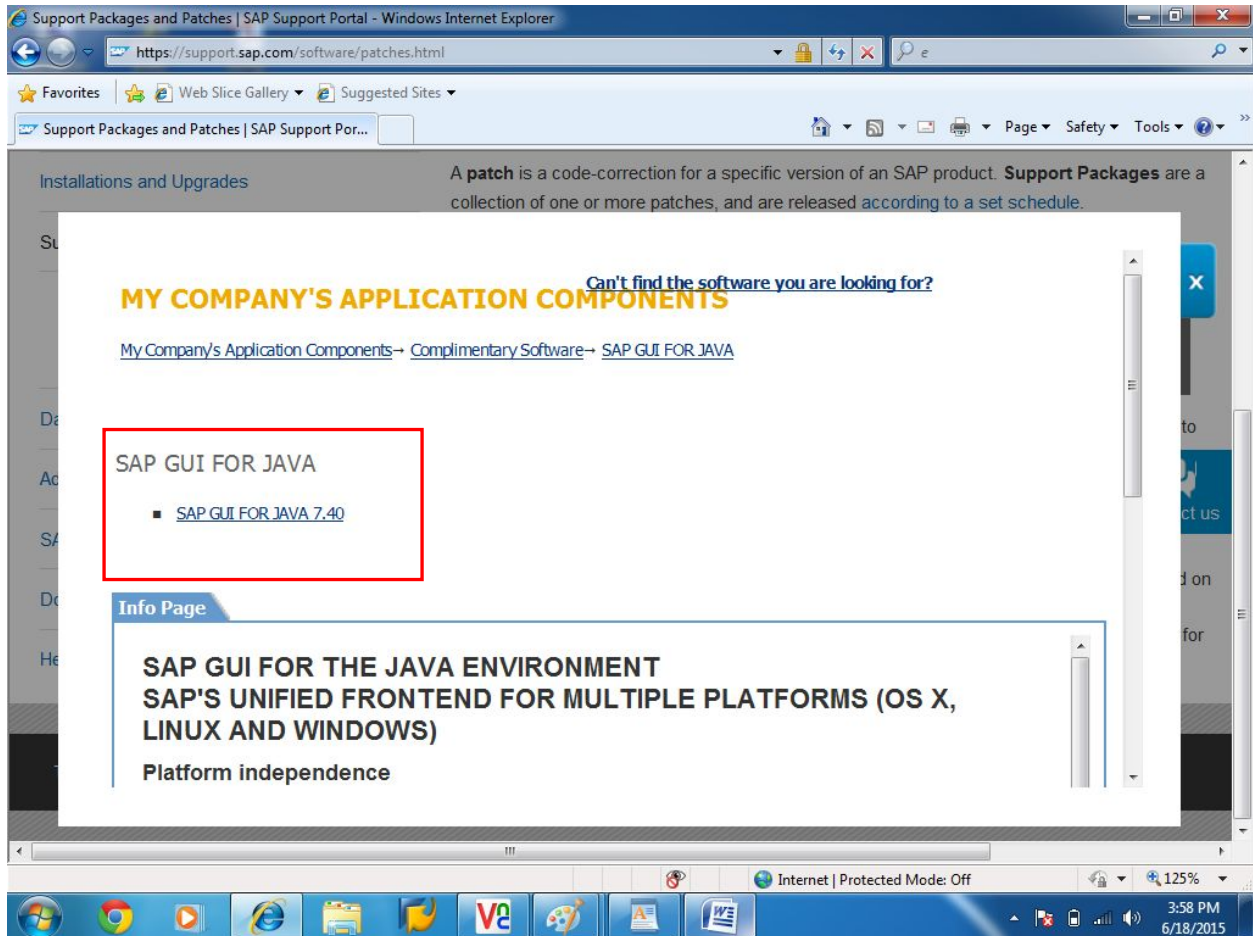 Support Packages and Patches | SAP Support Portal - Windows Internet Explorer
https://support.sap.com/software/patches.html
e
Favorites Web Slice Gallery Suggested Sites
Support Packages and Patches | SAP Support Por...
Page Safety Tools
Installations and Upgrades
A patch is a code-correction for a specific version of an SAP product. Support Packages are a
collection of one or more patches, and are released according to a set schedule.
Can't find the software you are looking for?
MY COMPANY'S APPLICATION COMPONENTS
x
My Company's Application Components→ Complimentary Software→ SAP GUI FOR JAVA
to
SAP GUI FOR JAVA
▪ SAP GUI FOR JAVA 7.40
ct us
d on
Info Page
for
SAP GUI FOR THE JAVA ENVIRONMENT
SAP'S UNIFIED FRONTEND FOR MULTIPLE PLATFORMS (OS X,
LINUX AND WINDOWS)
Platform independence
Internet | Protected Mode: Off
125%
3:58 PM
6/18/2015